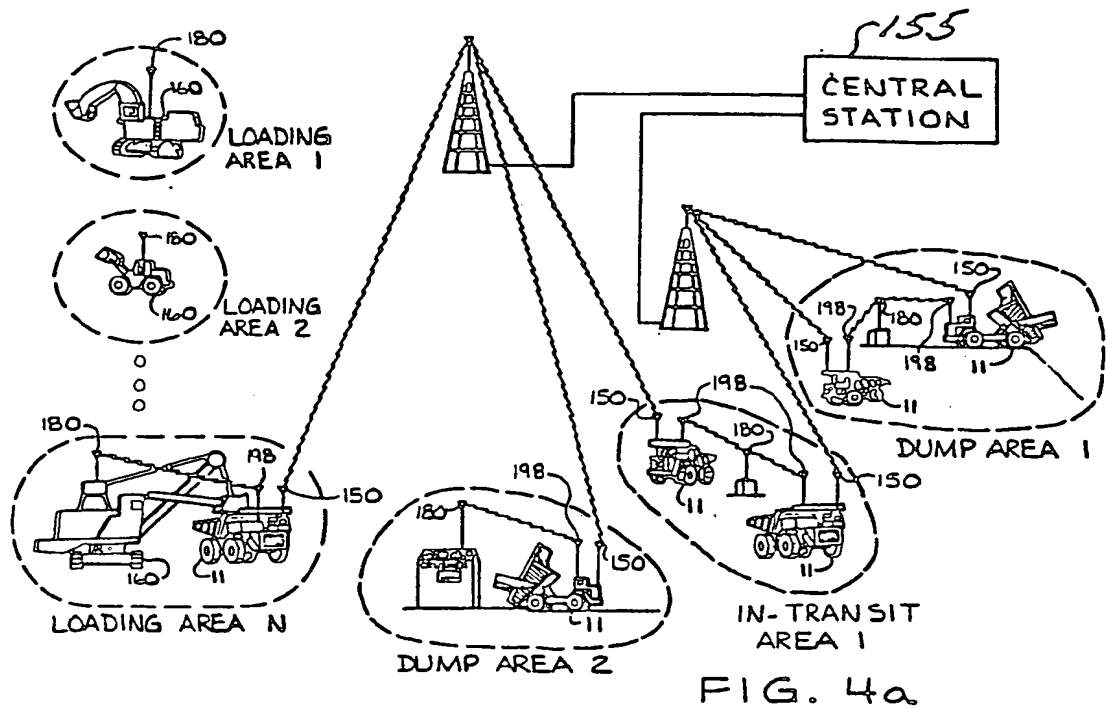 155
CENTRAL
STATION
180
160
LOADING
AREA 1
180
160
LOADING
AREA 2
180
198
150
160
11
LOADING AREA N
180
198
150
11
DUMP AREA 2
150
198
180
11
150
11
IN-TRANSIT
AREA 1
150
198
180
150
198
11
11
DUMP AREA 1
FIG. 4a